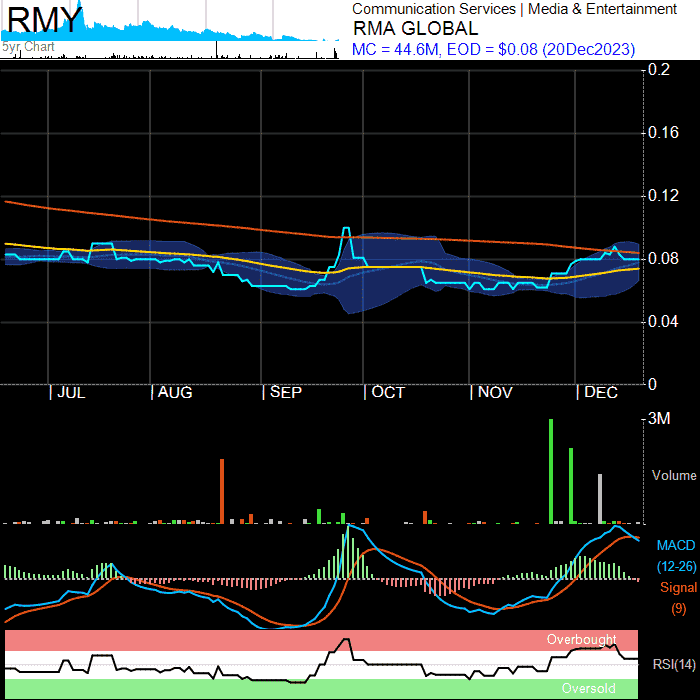 RMY
5yr. Chart
Communication Services | Media & Entertainment
RMA GLOBAL
MC = 44.6M, EOD = $0.08 (20Dec2023)
0.2
0.16
0.12
0.08
0.04
0
| JUL | AUG | SEP | OCT | NOV | DEC
3M
Volume
MACD
(12-26)
Signal
(9)
Overbought
RSI(14)
Oversold